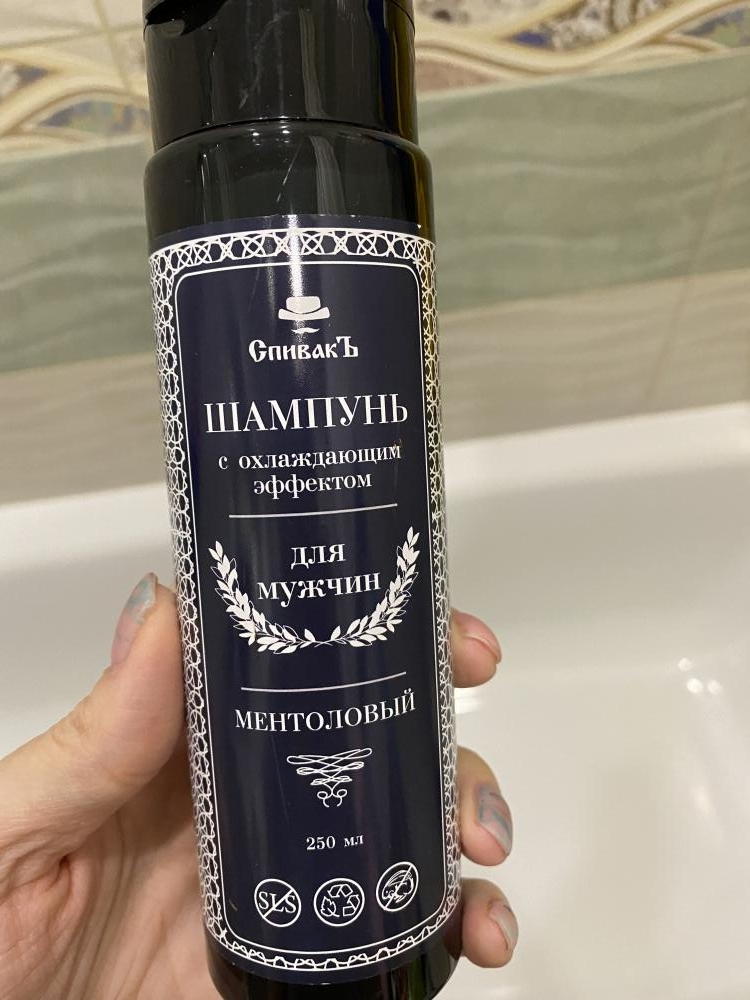 СпивакЪ
ШАМПУНЬ
с охлаждающим
эффектом
для
мужчин
МЕНТОЛОВЫЙ
250 мл
SLS